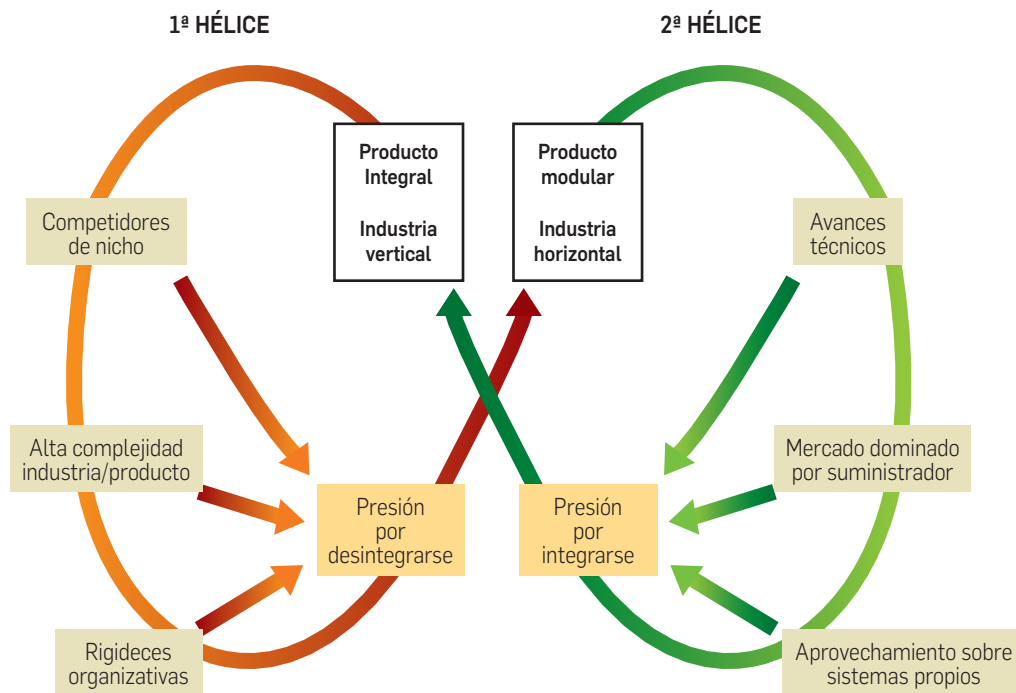 1ª HÉLICE
2ª HÉLICE
Producto
Integral
Industria
vertical
Producto
modular
Industria
horizontal
Competidores
de nicho
Avances
técnicos
Alta complejidad
industria/producto
Mercado dominado
por suministrador
Presión
por
desintegrarse
Presión
por
integrarse
Rigideces
organizativas
Aprovechamiento sobre
sistemas propios